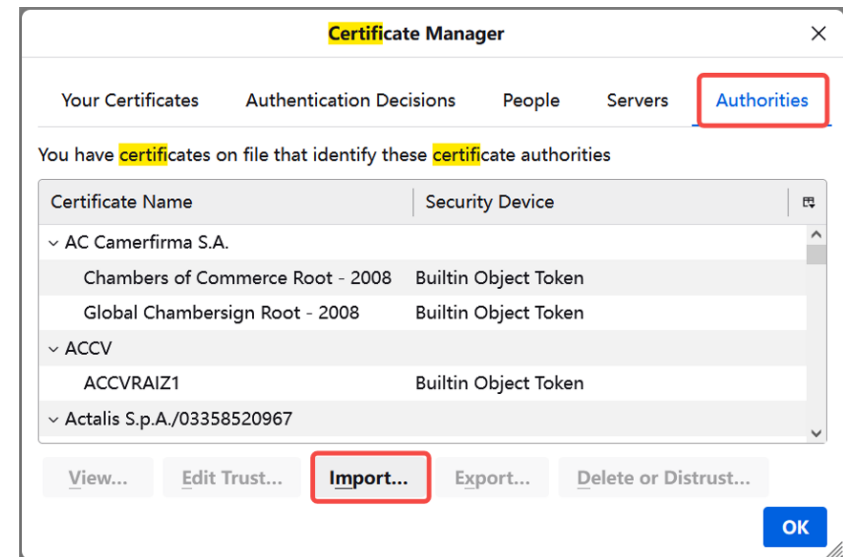 Certificate Manager
Your Certificates Authentication Decisions People Servers Authorities
You have certificates on file that identify these certificate authorities
Certificate Name Security Device
AC Camerfirma S.A.
Chambers of Commerce Root - 2008 Builtin Object Token
Global Chambersign Root - 2008 Builtin Object Token
ACCV
ACCVRAIZ1 Builtin Object Token
Actalis S.p.A./03358520967
View... Edit Trust... Import... Export... Delete or Distrust...
OK